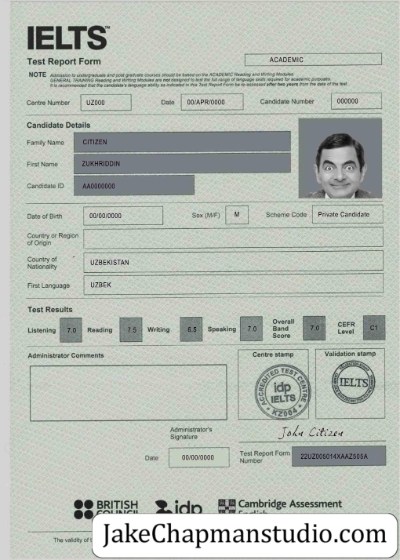 IELTS™
Test Report Form
ACADEMIC
NOTE Admission to undergraduate and post graduate courses should be based on the ACADEMIC Reading and Writing Modules.
GENERAL TRAINING Reading and Writing Modules are not designed to test the full range of language skills required for academic purposes.
It is recommended that the candidate's language ability as indicated in this Test Report Form be re-assessed after two years from the date of the test.
Centre Number UZ000 Date 00/APR/0000 Candidate Number 000000
Candidate Details
Family Name CITIZEN
First Name ZUKHRIDDIN
Candidate ID AA0000000
Date of Birth 00/00/0000 Sex (M/F) M Scheme Code Private Candidate
Country or Region
of Origin
Country of
Nationality UZBEKISTAN
First Language UZBEK
Test Results
Listening 7.0 Reading 7.5 Writing 6.5 Speaking 7.0 Overall Band Score 7.0 CEFR Level C1
Administrator Comments
Centre stamp
Validation stamp
ACCREDITED TEST CENTRE
idp
IELTS
IELTS
Administrator's
Signature
John Citizen
Date 00/00/0000
Test Report Form
Number
BRITISH
COUNCIL
idp
Cambridge Assessment
English
The validity of
JakeChapmanstudio.com